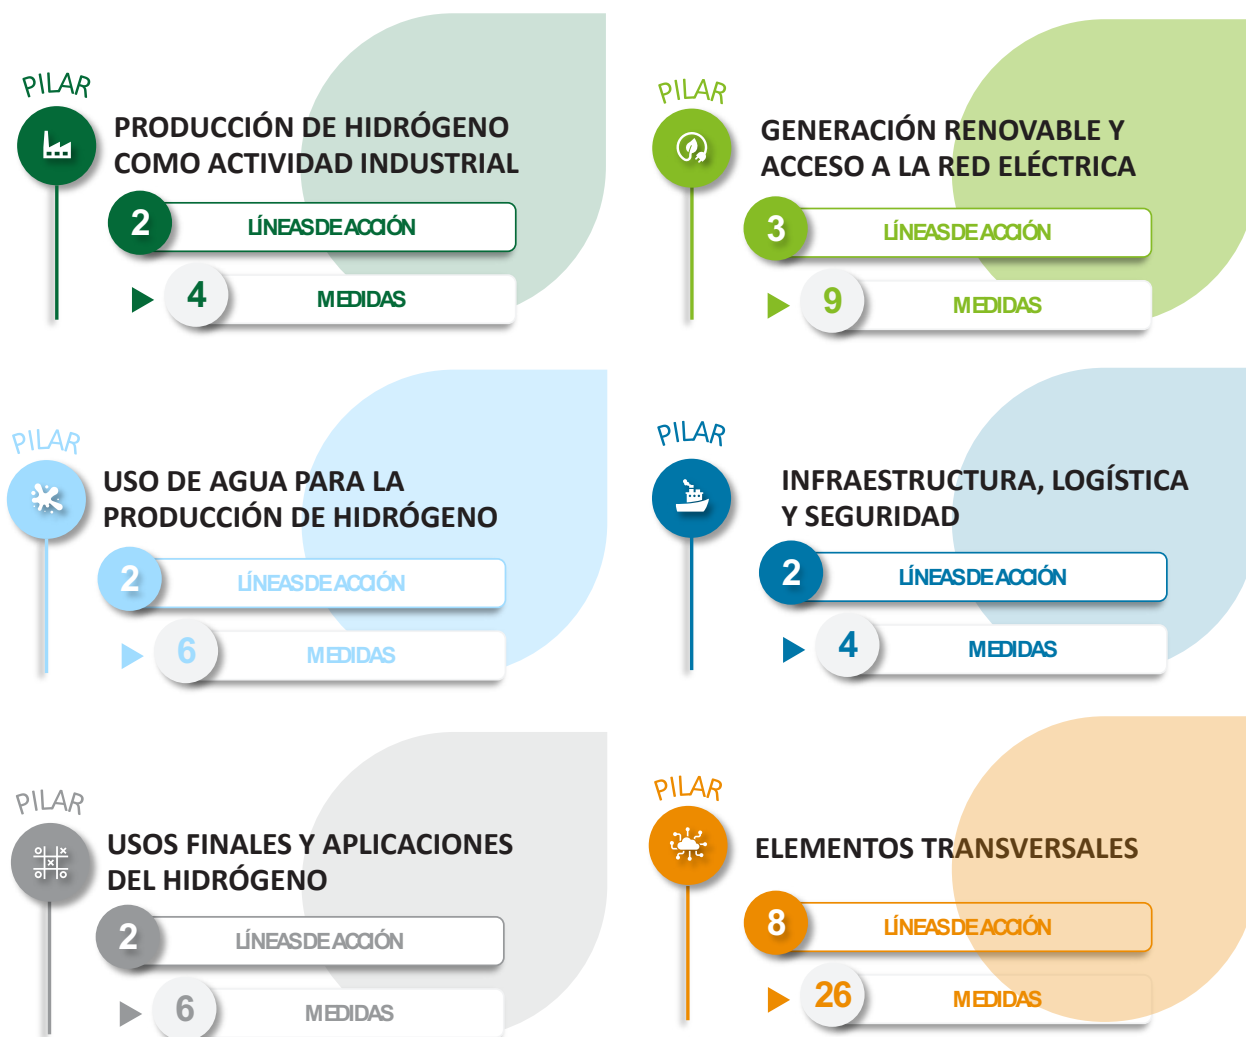 PILAR
PRODUCCIÓN DE HIDRÓGENO
COMO ACTIVIDAD INDUSTRIAL
2
LÍNEAS DE ACCIÓN
4
MEDIDAS
PILAR
GENERACIÓN RENOVABLE Y
ACCESO A LA RED ELÉCTRICA
3
LÍNEAS DE ACCIÓN
9
MEDIDAS
PILAR
USO DE AGUA PARA LA
PRODUCCIÓN DE HIDRÓGENO
2
LÍNEAS DE ACCIÓN
6
MEDIDAS
PILAR
INFRAESTRUCTURA, LOGÍSTICA
Y SEGURIDAD
2
LÍNEAS DE ACCIÓN
4
MEDIDAS
PILAR
USOS FINALES Y APLICACIONES
DEL HIDRÓGENO
2
LÍNEAS DE ACCIÓN
6
MEDIDAS
PILAR
ELEMENTOS TRANSVERSALES
8
LÍNEAS DE ACCIÓN
26
MEDIDAS